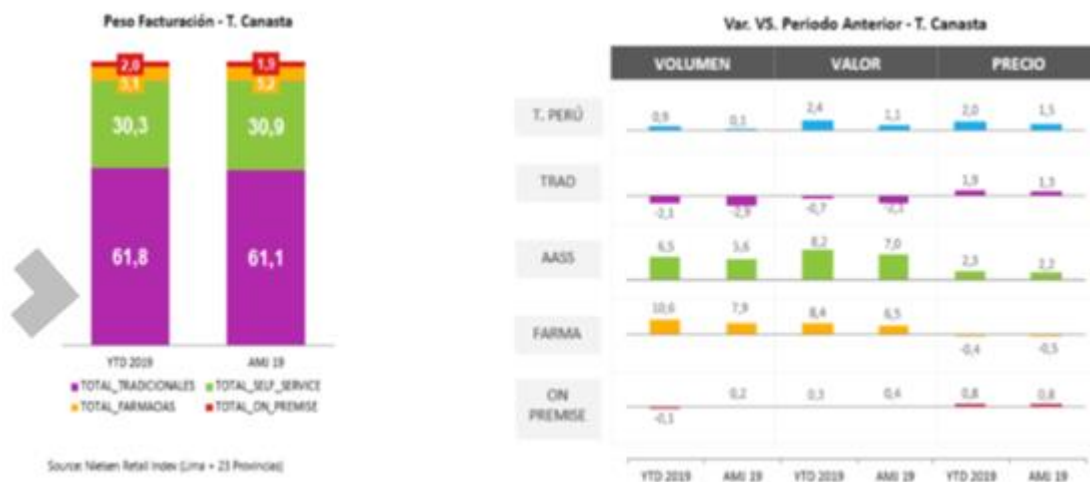 Peso Facturación - T. Canasta
2,0 1,9
30,3 30,9
61,8 61,1
YTD 2019 AMJ 19
TOTAL_TRADICIONALES TOTAL_SELF_SERVICE
TOTAL_FARMACIAS TOTAL_ON_PREMISE
Source: Nielsen Retail Index (Lima + 23 Provincias)
Var. VS. Periodo Anterior - T. Canasta
VOLUMEN VALOR PRECIO
T. PERÚ 0,9 0,1 2,4 1,1 2,0 1,5
TRAD -2,1 -2,9 -0,7 1,9 1,3
AASS 6,5 5,6 8,2 7,0 2,3 2,2
FARMA 10,6 7,9 8,4 6,5 -0,4 -0,5
ON PREMISE -0,1 0,2 0,3 0,4 0,8 0,8
YTD 2019 AMJ 19 YTD 2019 AMJ 19 YTD 2019 AMJ 19